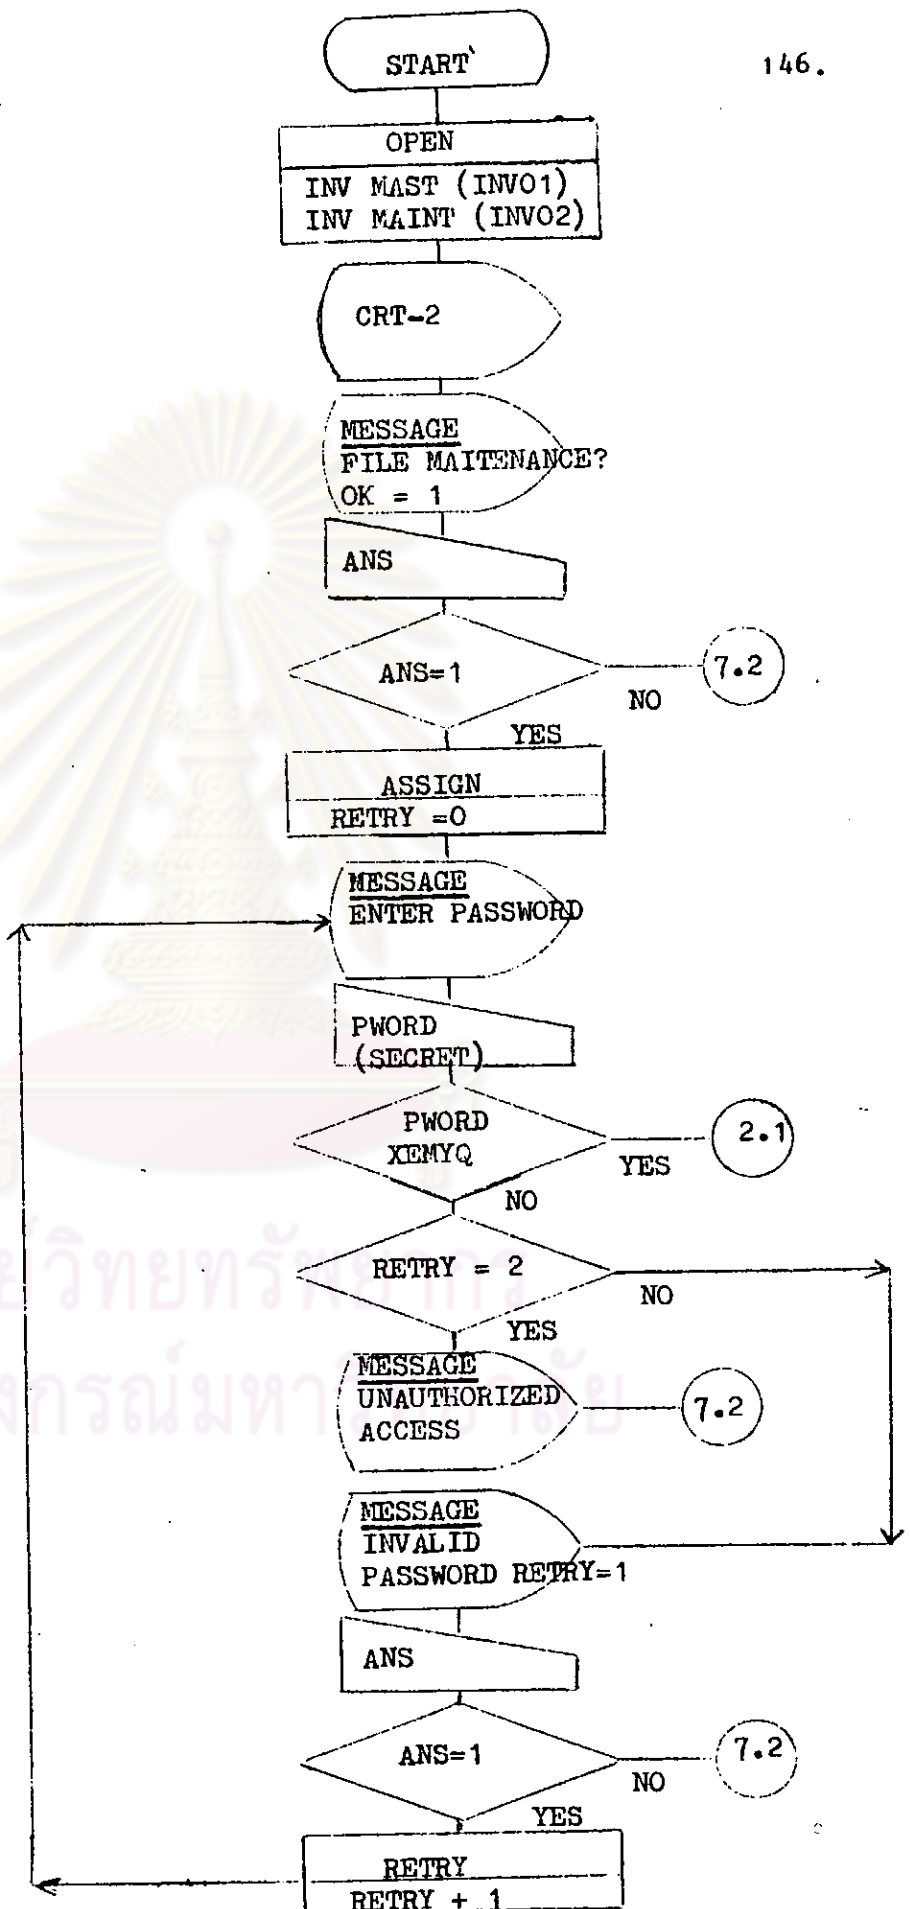 146.
START
OPEN
INV MAST (INV01)
INV MAINT (INV02)
CRT-2
MESSAGE
FILE MAITENANCE?
OK = 1
ANS
ANS=1
7.2
NO
YES
ASSIGN
RETRY =0
MESSAGE
ENTER PASSWORD
PWORD
(SECRET)
PWORD
XEMYQ
2.1
YES
NO
RETRY = 2
NO
YES
MESSAGE
UNAUTHORIZED
ACCESS
7.2
MESSAGE
INVALID
PASSWORD RETRY=1
ANS
ANS=1
7.2
NO
YES
RETRY
RETRY + 1